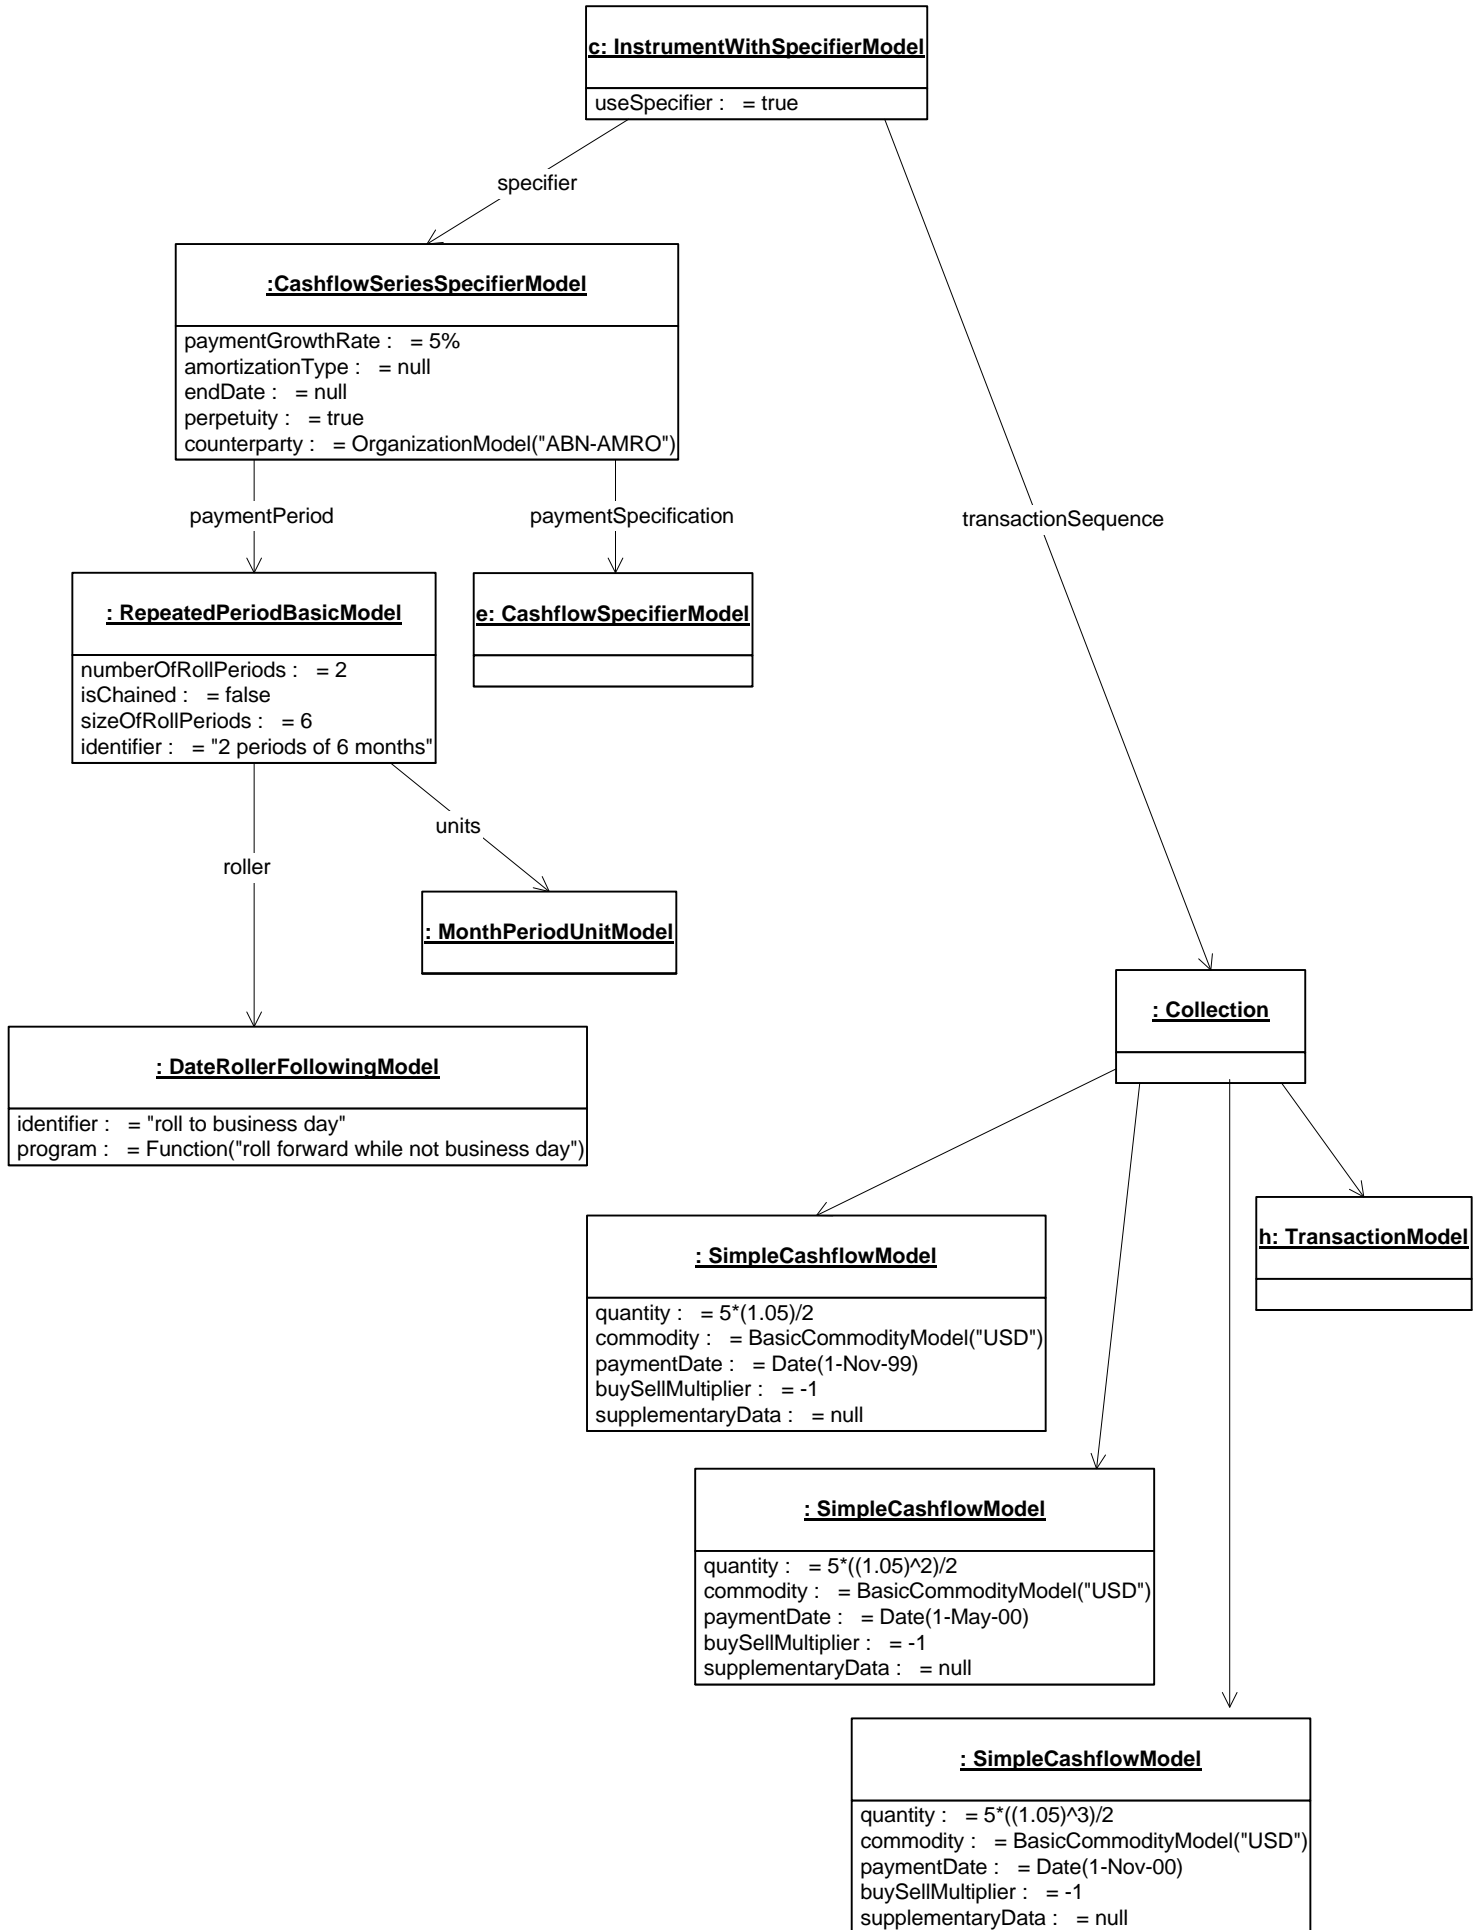 c: InstrumentWithSpecifierModel
useSpecifier :   = true
specifier
:CashflowSeriesSpecifierModel
paymentGrowthRate :   = 5%
amortizationType :   = null
endDate :   = null
perpetuity :   = true
counterparty :   = OrganizationModel("ABN-AMRO")
paymentPeriod
paymentSpecification
transactionSequence
: RepeatedPeriodBasicModel
numberOfRollPeriods :   = 2
isChained :   = false
sizeOfRollPeriods :   = 6
identifier :   = "2 periods of 6 months"
e: CashflowSpecifierModel
units
roller
: MonthPeriodUnitModel
: DateRollerFollowingModel
identifier :   = "roll to business day"
program :   = Function("roll forward while not business day")
: Collection
h: TransactionModel
: SimpleCashflowModel
quantity :   = 5*(1.05)/2
commodity :   = BasicCommodityModel("USD")
paymentDate :   = Date(1-Nov-99)
buySellMultiplier :   = -1
supplementaryData :   = null
: SimpleCashflowModel
quantity :   = 5*((1.05)^2)/2
commodity :   = BasicCommodityModel("USD")
paymentDate :   = Date(1-May-00)
buySellMultiplier :   = -1
supplementaryData :   = null
: SimpleCashflowModel
quantity :   = 5*((1.05)^3)/2
commodity :   = BasicCommodityModel("USD")
paymentDate :   = Date(1-Nov-00)
buySellMultiplier :   = -1
supplementaryData :   = null